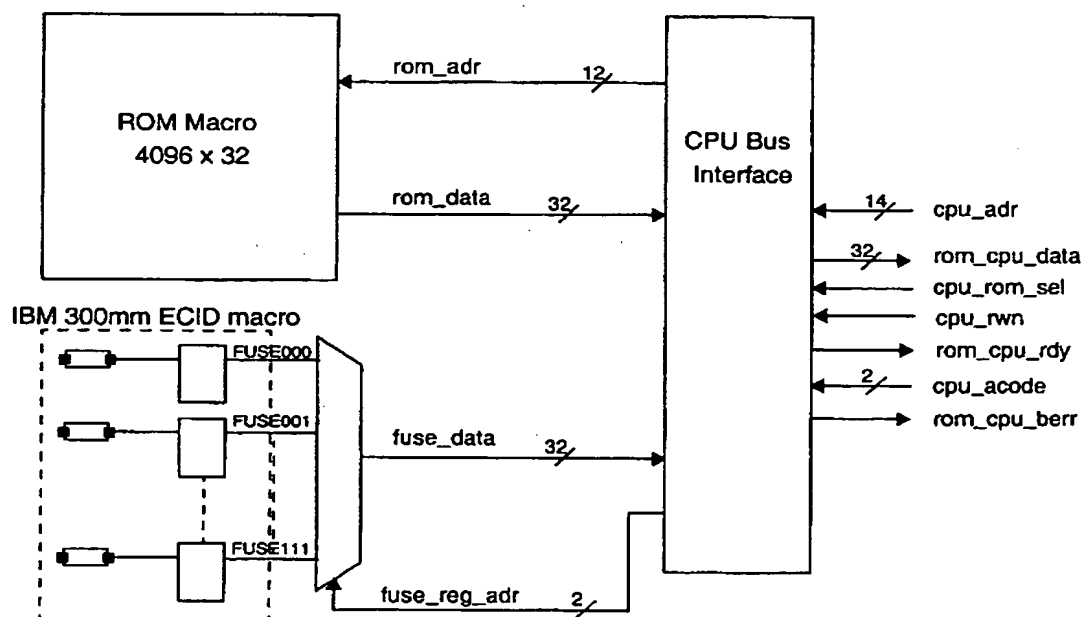 rom_adr
12
ROM Macro
4096 x 32
CPU Bus
Interface
rom_data
32
14
cpu_adr
32
rom_cpu_data
cpu_rom_sel
cpu_rwn
rom_cpu_rdy
2
cpu_acode
rom_cpu_berr
IBM 300mm ECID macro
FUSE000
FUSE001
fuse_data
32
FUSE111
fuse_reg_adr
2